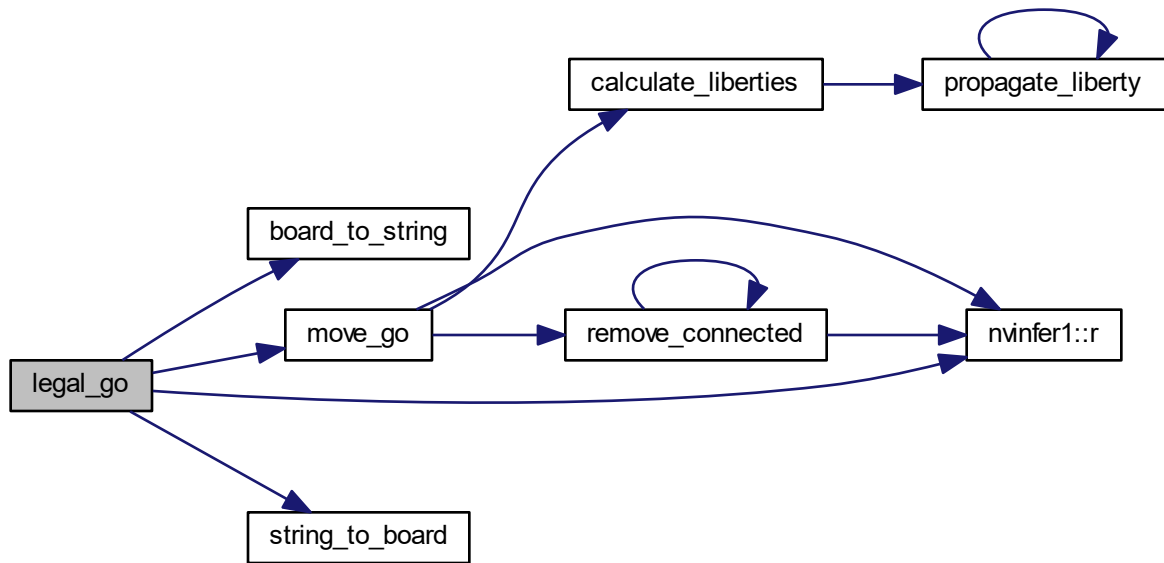 calculate_liberties
propagate_liberty
board_to_string
move_go
remove_connected
nvinfer1::r
legal_go
string_to_board